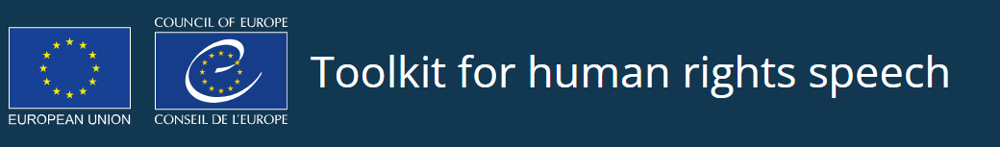 COUNCIL OF EUROPE
Toolkit for human rights speech
EUROPEAN UNION
CONSEIL DE L'EUROPE